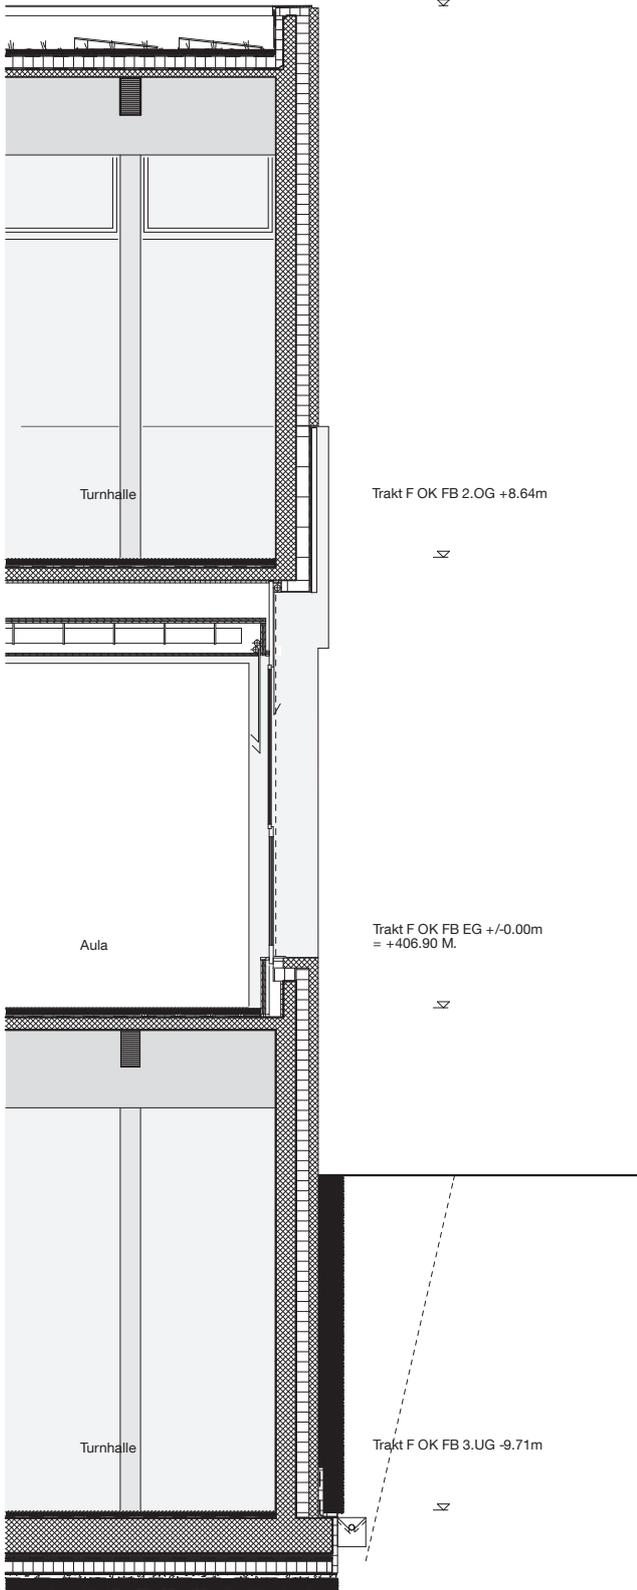 Turnhalle
Trakt F OK FB 2.OG +8.64m
Trakt F OK FB EG +/-0.00m
= +406.90 M.
Aula
Turnhalle
Trakt F OK FB 3.UG -9.71m